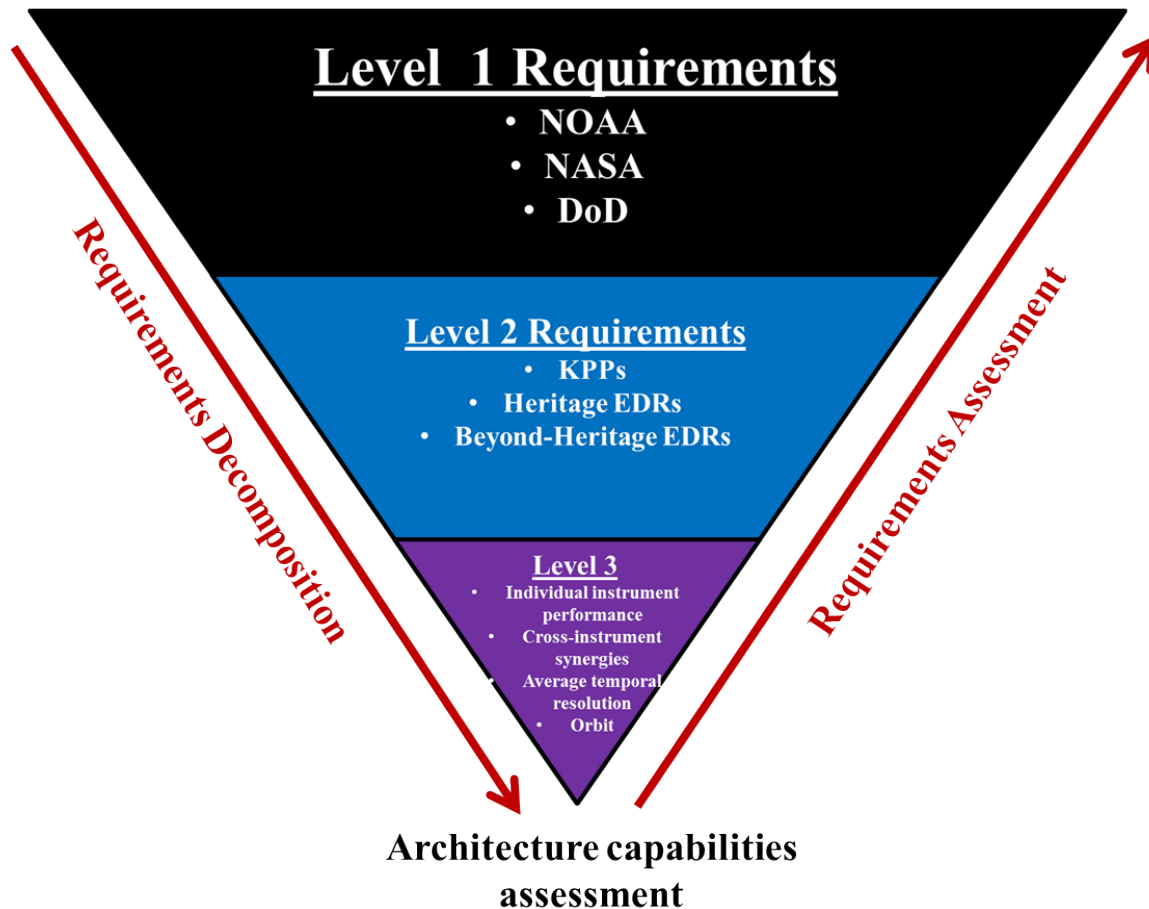 Level 1 Requirements
• NOAA
• NASA
• DoD
Requirements Decomposition
Requirements Assessment
Level 2 Requirements
• KPPs
• Heritage EDRs
• Beyond-Heritage EDRs
Level 3
• Individual instrument
performance
• Cross-instrument
synergies
• Average temporal
resolution
• Orbit
Architecture capabilities
assessment